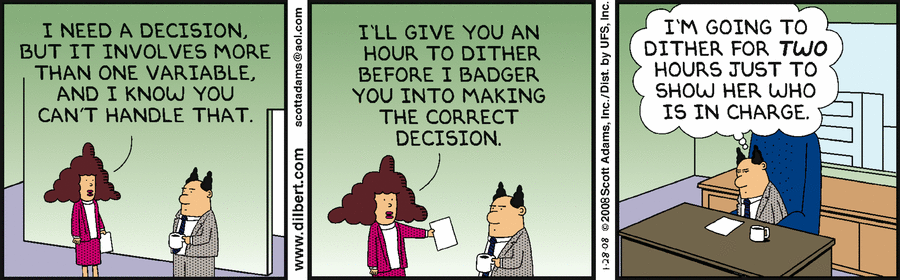 I NEED A DECISION,
BUT IT INVOLVES MORE
THAN ONE VARIABLE,
AND I KNOW YOU
CAN'T HANDLE THAT.
www.dilbert.com
scottadams@aol.com
I'LL GIVE YOU AN
HOUR TO DITHER
BEFORE I BADGER
YOU INTO MAKING
THE CORRECT
DECISION.
1-28-08 © 2008 Scott Adams, Inc./Dist. by UFS, Inc.
I'M GOING TO
DITHER FOR TWO
HOURS JUST TO
SHOW HER WHO
IS IN CHARGE.